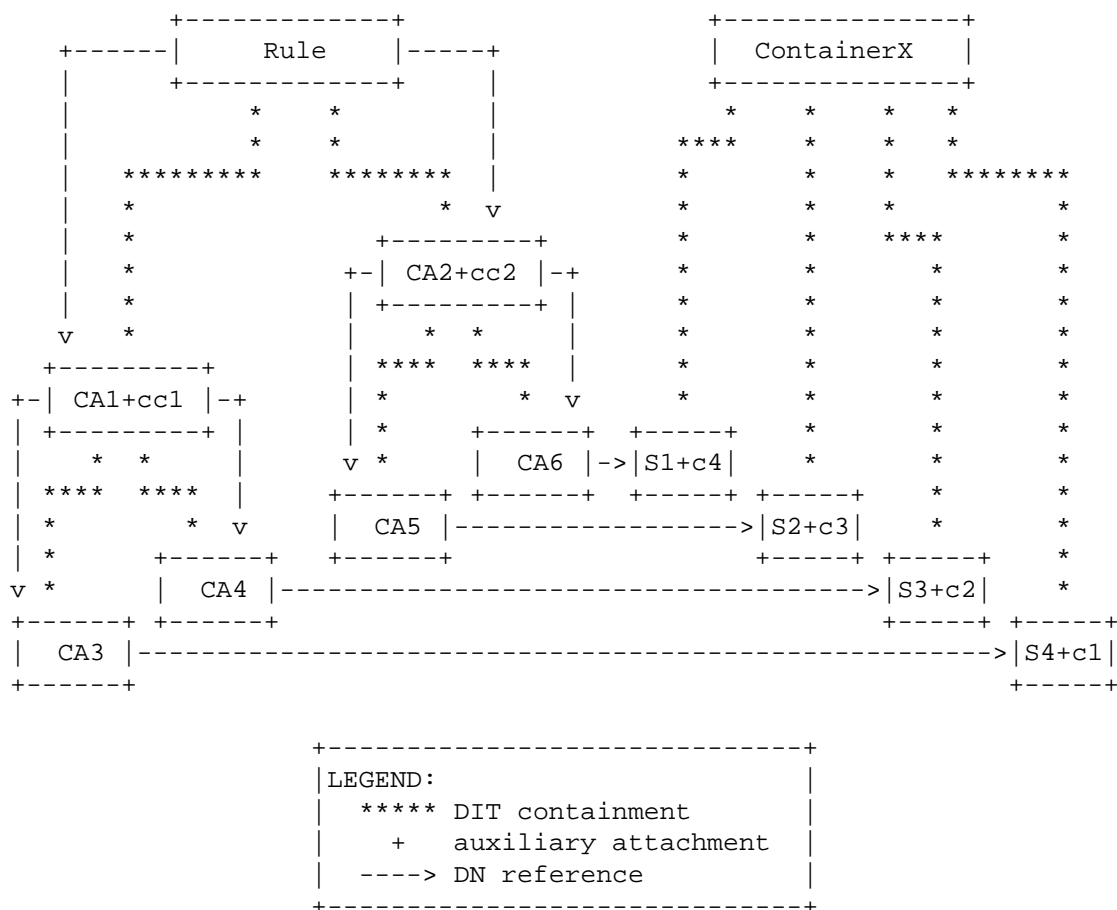 Rule ContainerX
CA2+cc2
CA1+cc1
CA6 S1+c4
CA5 S2+c3
CA4 S3+c2
CA3 S4+c1
LEGEND:
***** DIT containment
+ auxiliary attachment
----> DN reference